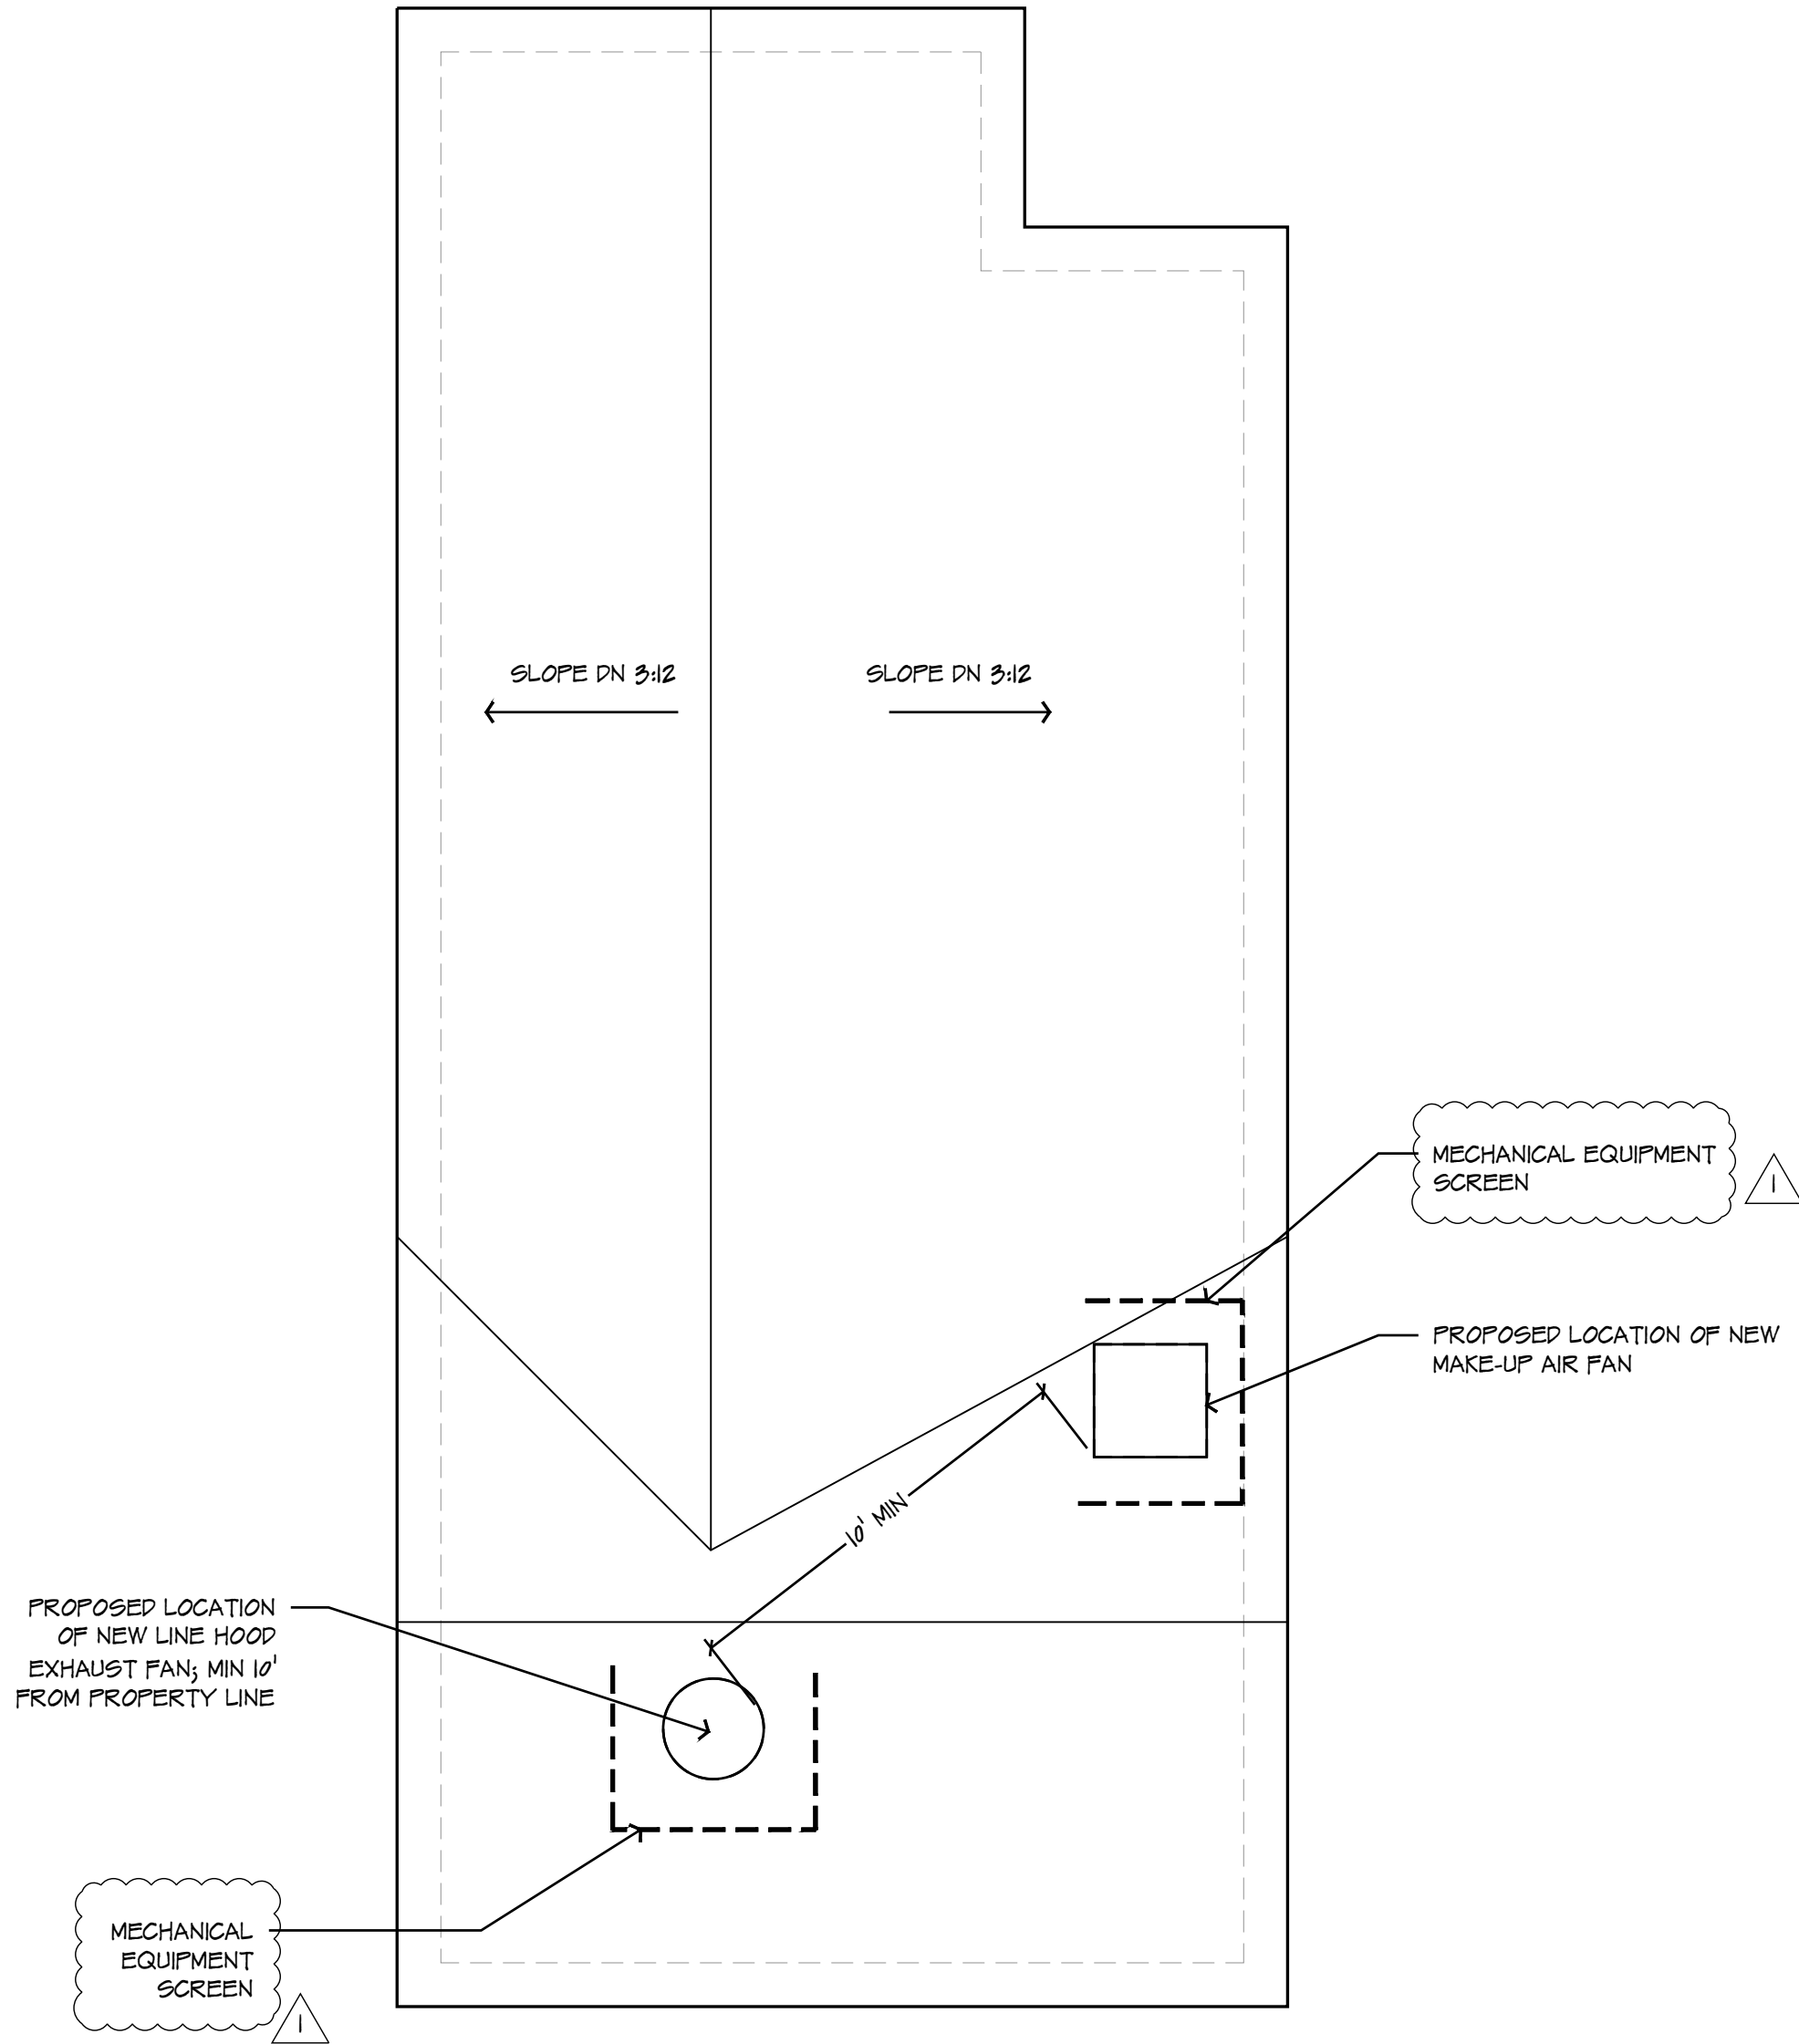 SLOPE DN 3:12
SLOPE DN 3:12
MECHANICAL EQUIPMENT
SCREEN
1
PROPOSED LOCATION OF NEW
MAKE-UP AIR FAN
10' MIN
PROPOSED LOCATION
OF NEW LINE HOOD
EXHAUST FAN; MIN 10'
FROM PROPERTY LINE
MECHANICAL
EQUIPMENT
SCREEN
1